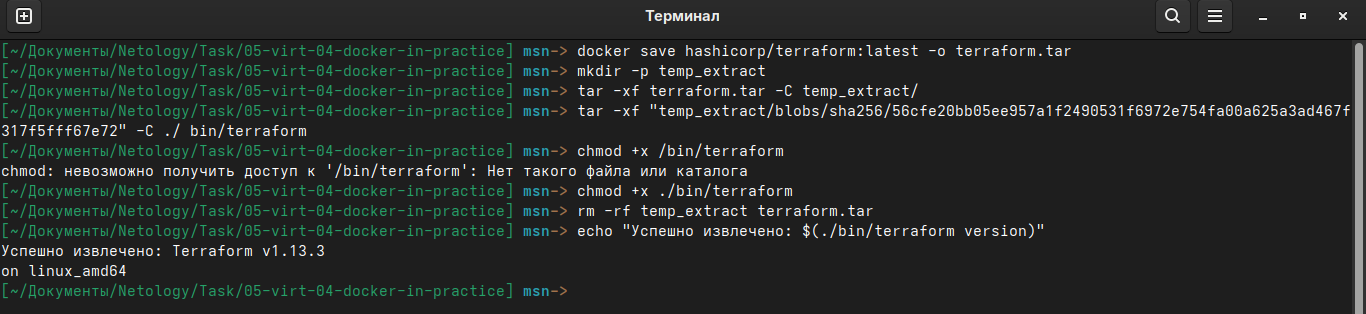 Терминал
[~/Документы/Netology/Task/05-virt-04-docker-in-practice] msn-> docker save hashicorp/terraform:latest -o terraform.tar
[~/Документы/Netology/Task/05-virt-04-docker-in-practice] msn-> mkdir -p temp_extract
[~/Документы/Netology/Task/05-virt-04-docker-in-practice] msn-> tar -xf terraform.tar -C temp_extract/
[~/Документы/Netology/Task/05-virt-04-docker-in-practice] msn-> tar -xf "temp_extract/blobs/sha256/56cfe20bb05ee957a1f2490531f6972e754fa00a625a3ad467f
317f5fff67e72" -C ./ bin/terraform
[~/Документы/Netology/Task/05-virt-04-docker-in-practice] msn-> chmod +x /bin/terraform
chmod: невозможно получить доступ к '/bin/terraform': Нет такого файла или каталога
[~/Документы/Netology/Task/05-virt-04-docker-in-practice] msn-> chmod +x ./bin/terraform
[~/Документы/Netology/Task/05-virt-04-docker-in-practice] msn-> rm -rf temp_extract terraform.tar
[~/Документы/Netology/Task/05-virt-04-docker-in-practice] msn-> echo "Успешно извлечено: $(./bin/terraform version)"
Успешно извлечено: Terraform v1.13.3
on linux_amd64
[~/Документы/Netology/Task/05-virt-04-docker-in-practice] msn->